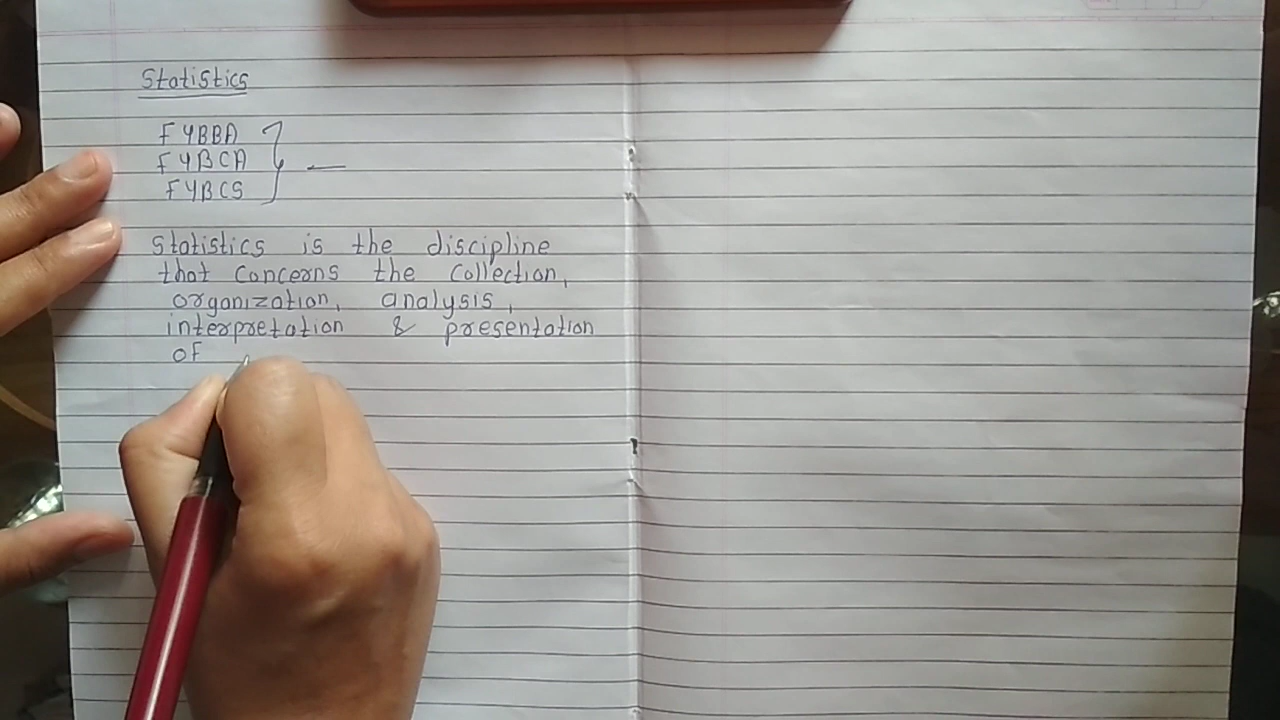 Statistics
FYBBA
FYBCA
FYBCS
Statistics is the discipline
that concerns the collection,
organization, analysis,
interpretation & presentation
of